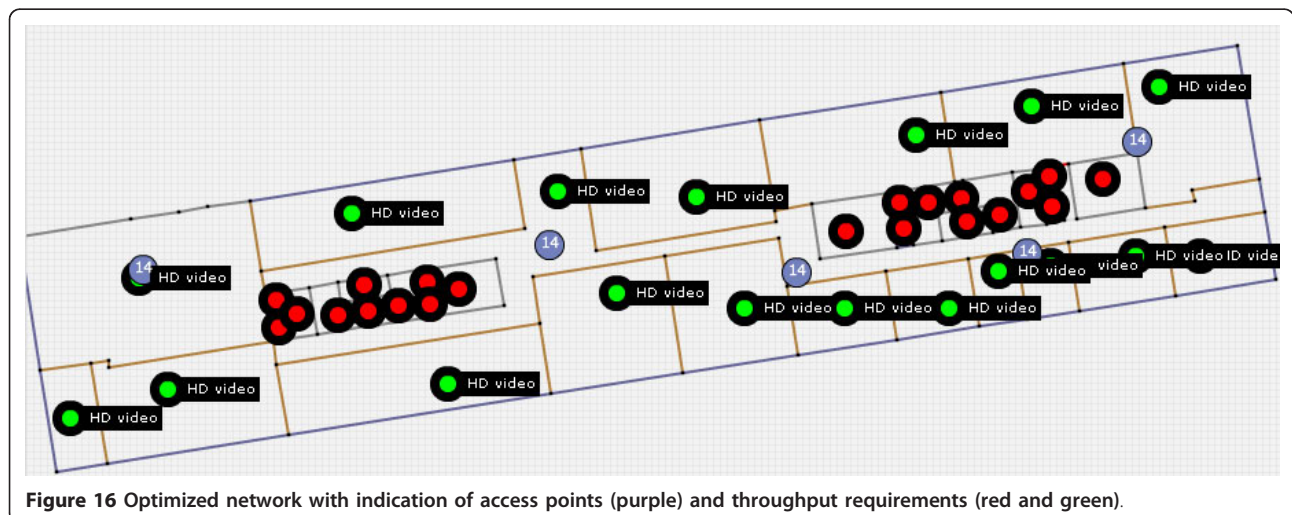 HD video
HD video
HD video
14
HD video
HD video
HD video
14
14
HD video
video
video
14
HD video
14
HD video
HD video
HD video
HD video
HD video
HD video
HD video
HD video
Figure 16 Optimized network with indication of access points (purple) and throughput requirements (red and green).